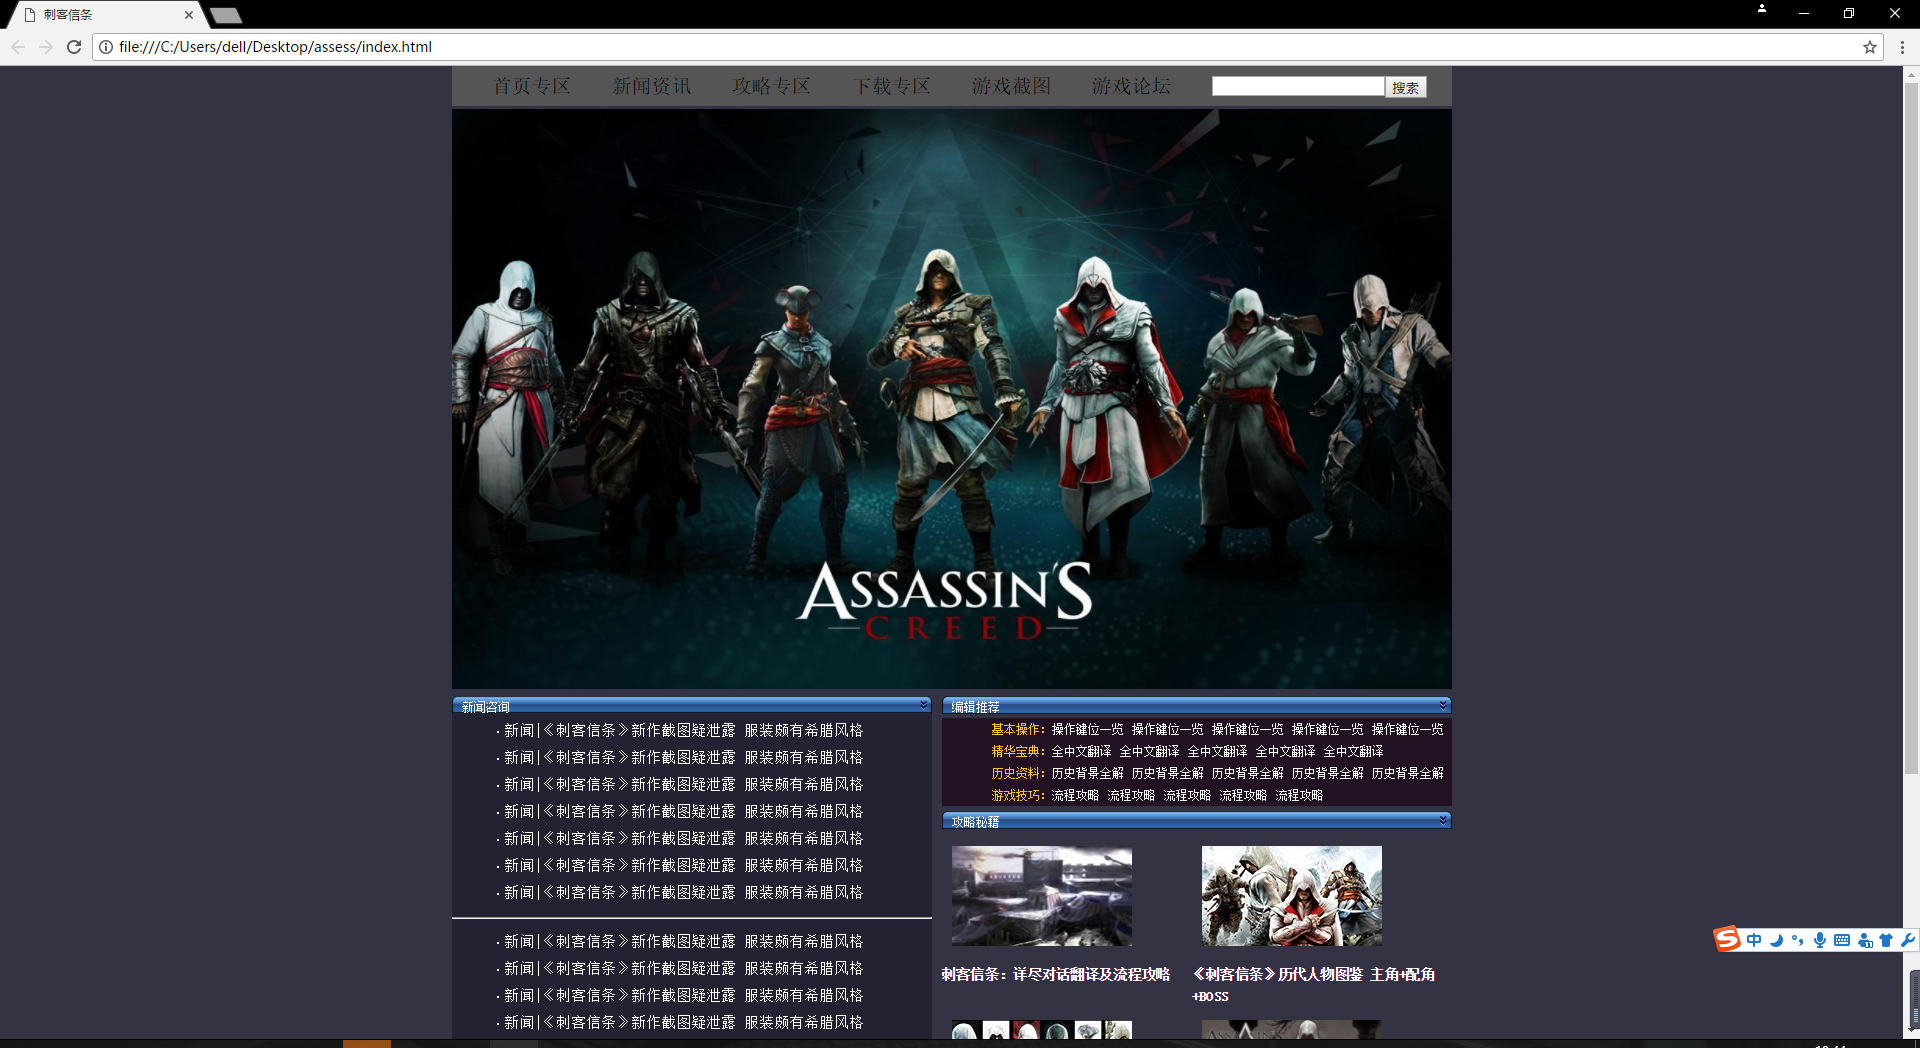 刺客信条
file:///C:/Users/dell/Desktop/assess/index.html
首页专区 新闻资讯 攻略专区 下载专区 游戏截图 游戏论坛 搜索
ASSASSIN'S
CREED
新闻咨询
·新闻|《刺客信条》新作截图疑泄露 服装颇有希腊风格
·新闻|《刺客信条》新作截图疑泄露 服装颇有希腊风格
·新闻|《刺客信条》新作截图疑泄露 服装颇有希腊风格
·新闻|《刺客信条》新作截图疑泄露 服装颇有希腊风格
·新闻|《刺客信条》新作截图疑泄露 服装颇有希腊风格
·新闻|《刺客信条》新作截图疑泄露 服装颇有希腊风格
·新闻|《刺客信条》新作截图疑泄露 服装颇有希腊风格
·新闻|《刺客信条》新作截图疑泄露 服装颇有希腊风格
·新闻|《刺客信条》新作截图疑泄露 服装颇有希腊风格
·新闻|《刺客信条》新作截图疑泄露 服装颇有希腊风格
·新闻|《刺客信条》新作截图疑泄露 服装颇有希腊风格
编辑推荐
基本操作：操作键位一览 操作键位一览 操作键位一览 操作键位一览 操作键位一览
精华宝典：全中文翻译 全中文翻译 全中文翻译 全中文翻译 全中文翻译
历史资料：历史背景全解 历史背景全解 历史背景全解 历史背景全解 历史背景全解
游戏技巧：流程攻略 流程攻略 流程攻略 流程攻略 流程攻略
攻略秘籍
刺客信条：详尽对话翻译及流程攻略
《刺客信条》历代人物图鉴 主角+配角
+BOSS
中